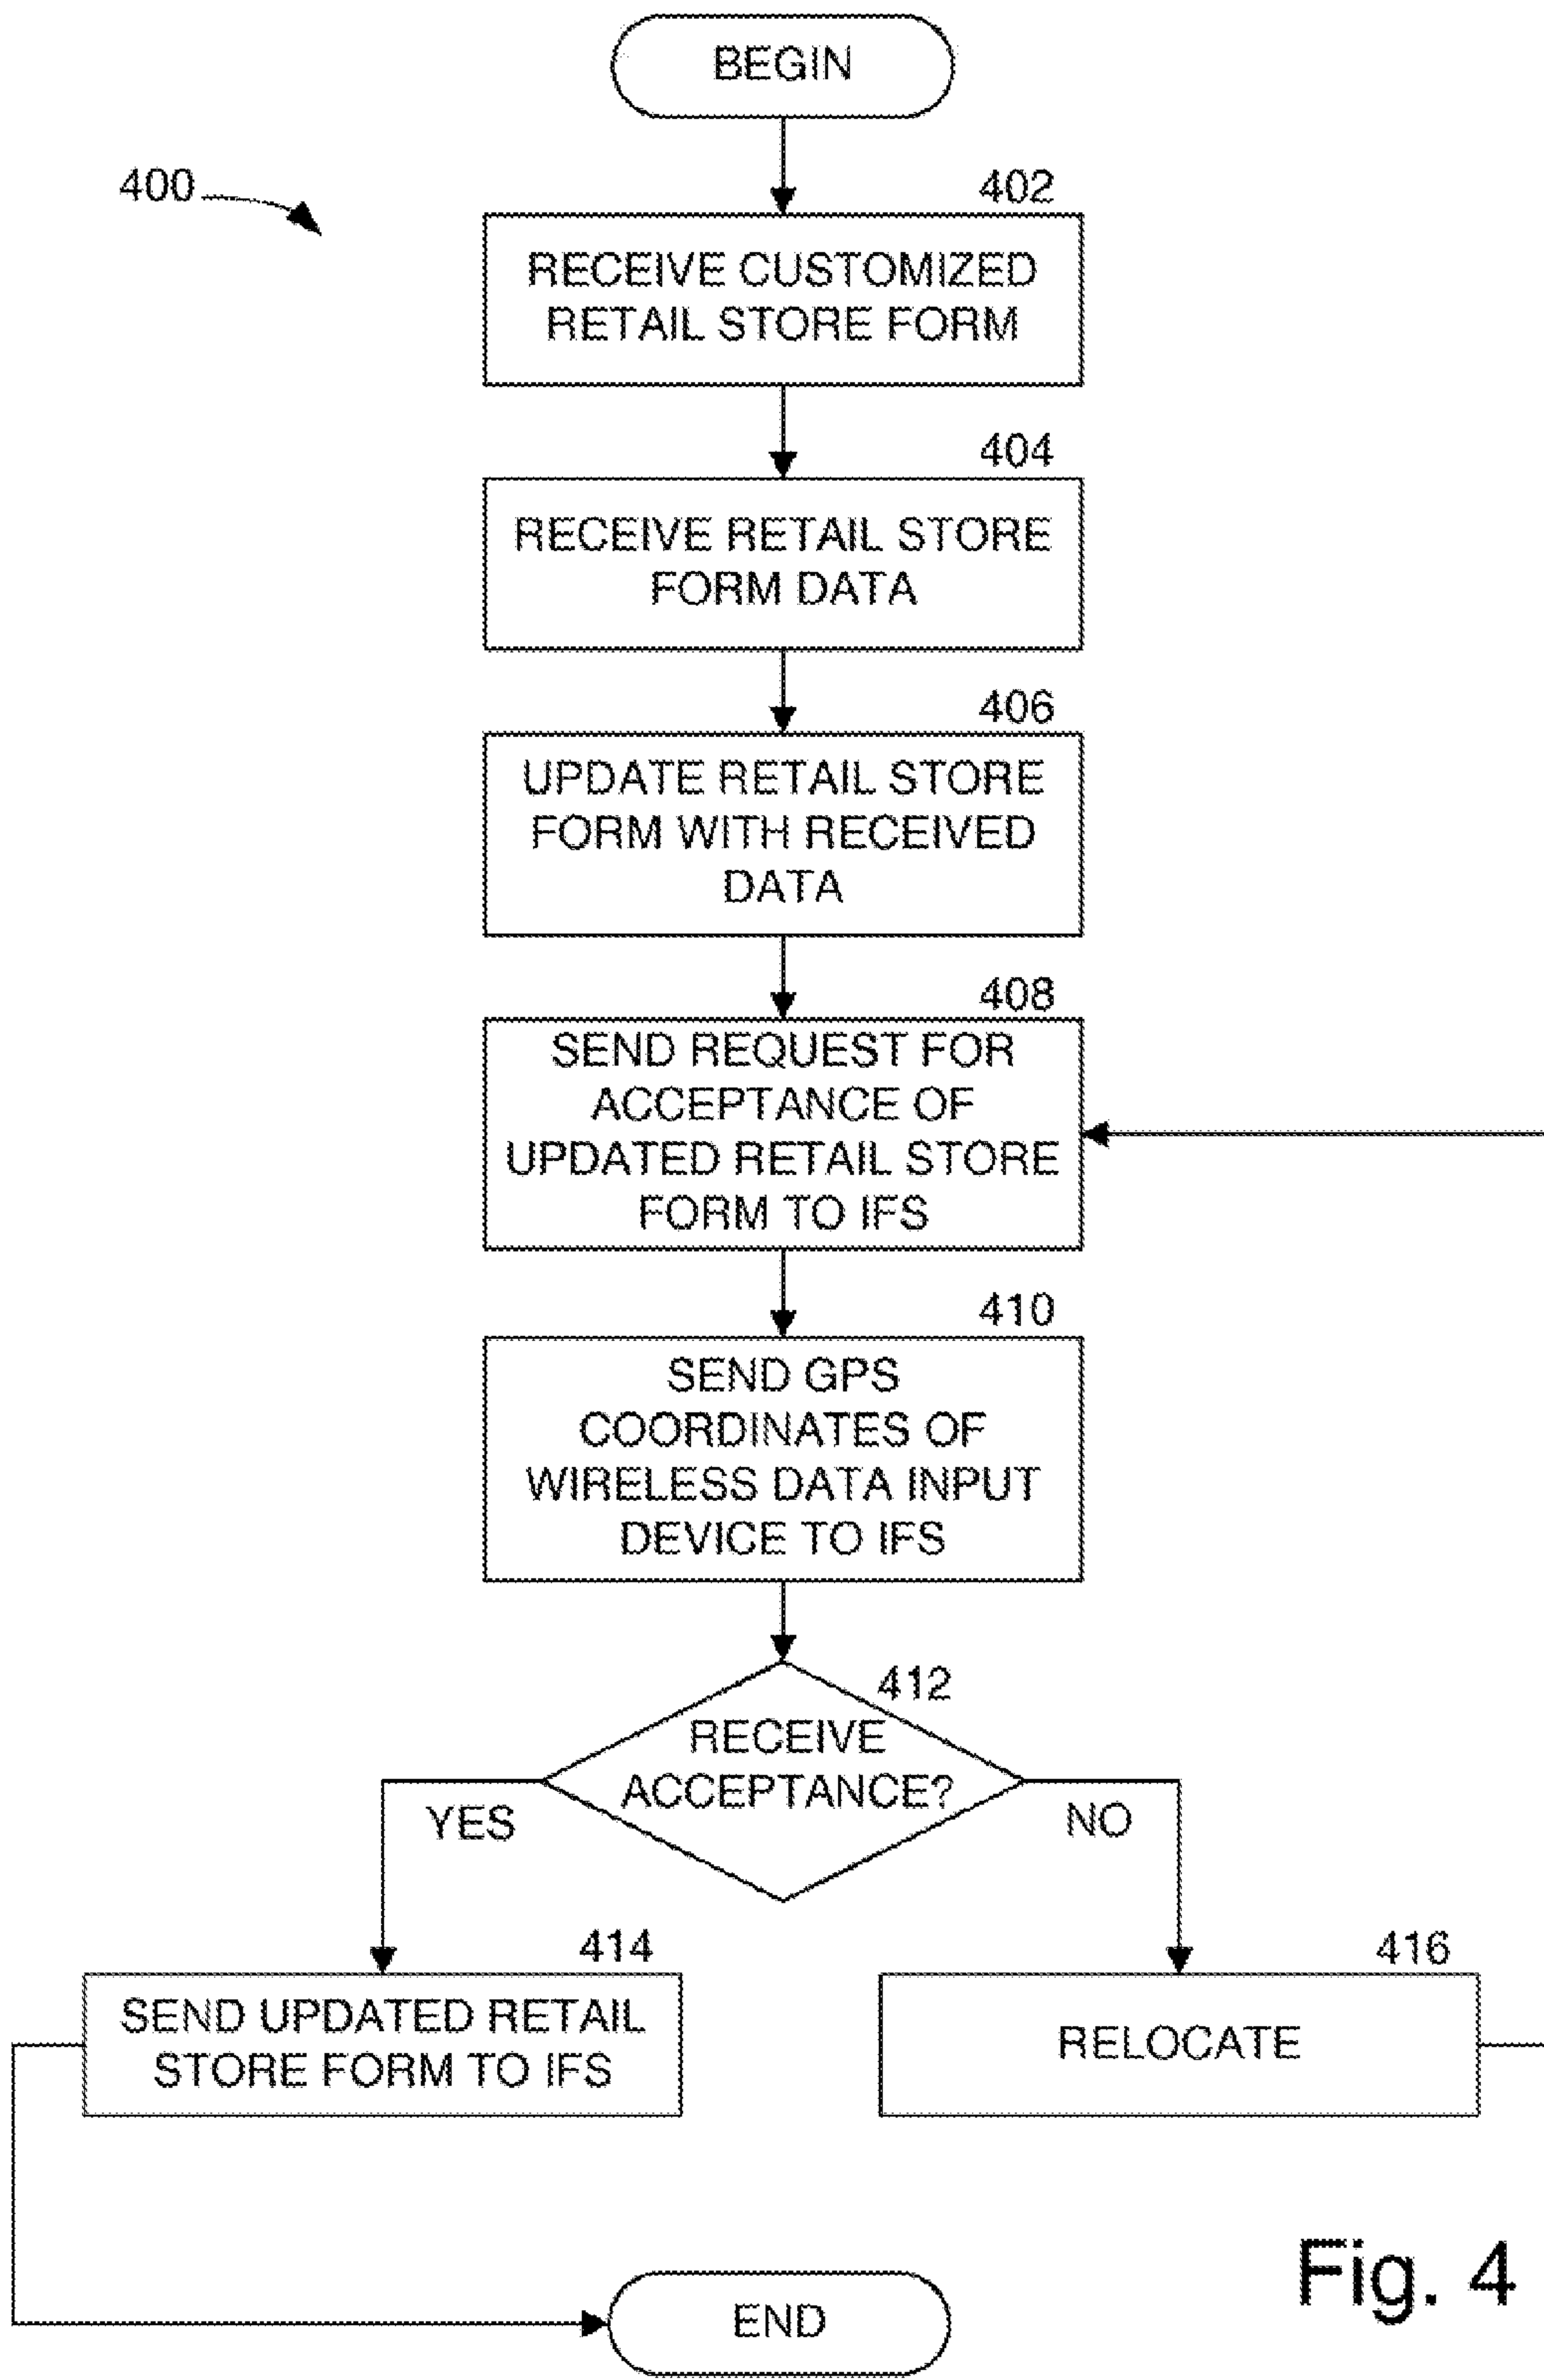 BEGIN
400
402
RECEIVE CUSTOMIZED
RETAIL STORE FORM
404
RECEIVE RETAIL STORE
FORM DATA
406
UPDATE RETAIL STORE
FORM WITH RECEIVED
DATA
408
SEND REQUEST FOR
ACCEPTANCE OF
UPDATED RETAIL STORE
FORM TO IFS
410
SEND GPS
COORDINATES OF
WIRELESS DATA INPUT
DEVICE TO IFS
412
RECEIVE
ACCEPTANCE?
YES
NO
414
SEND UPDATED RETAIL
STORE FORM TO IFS
416
RELOCATE
END
Fig. 4